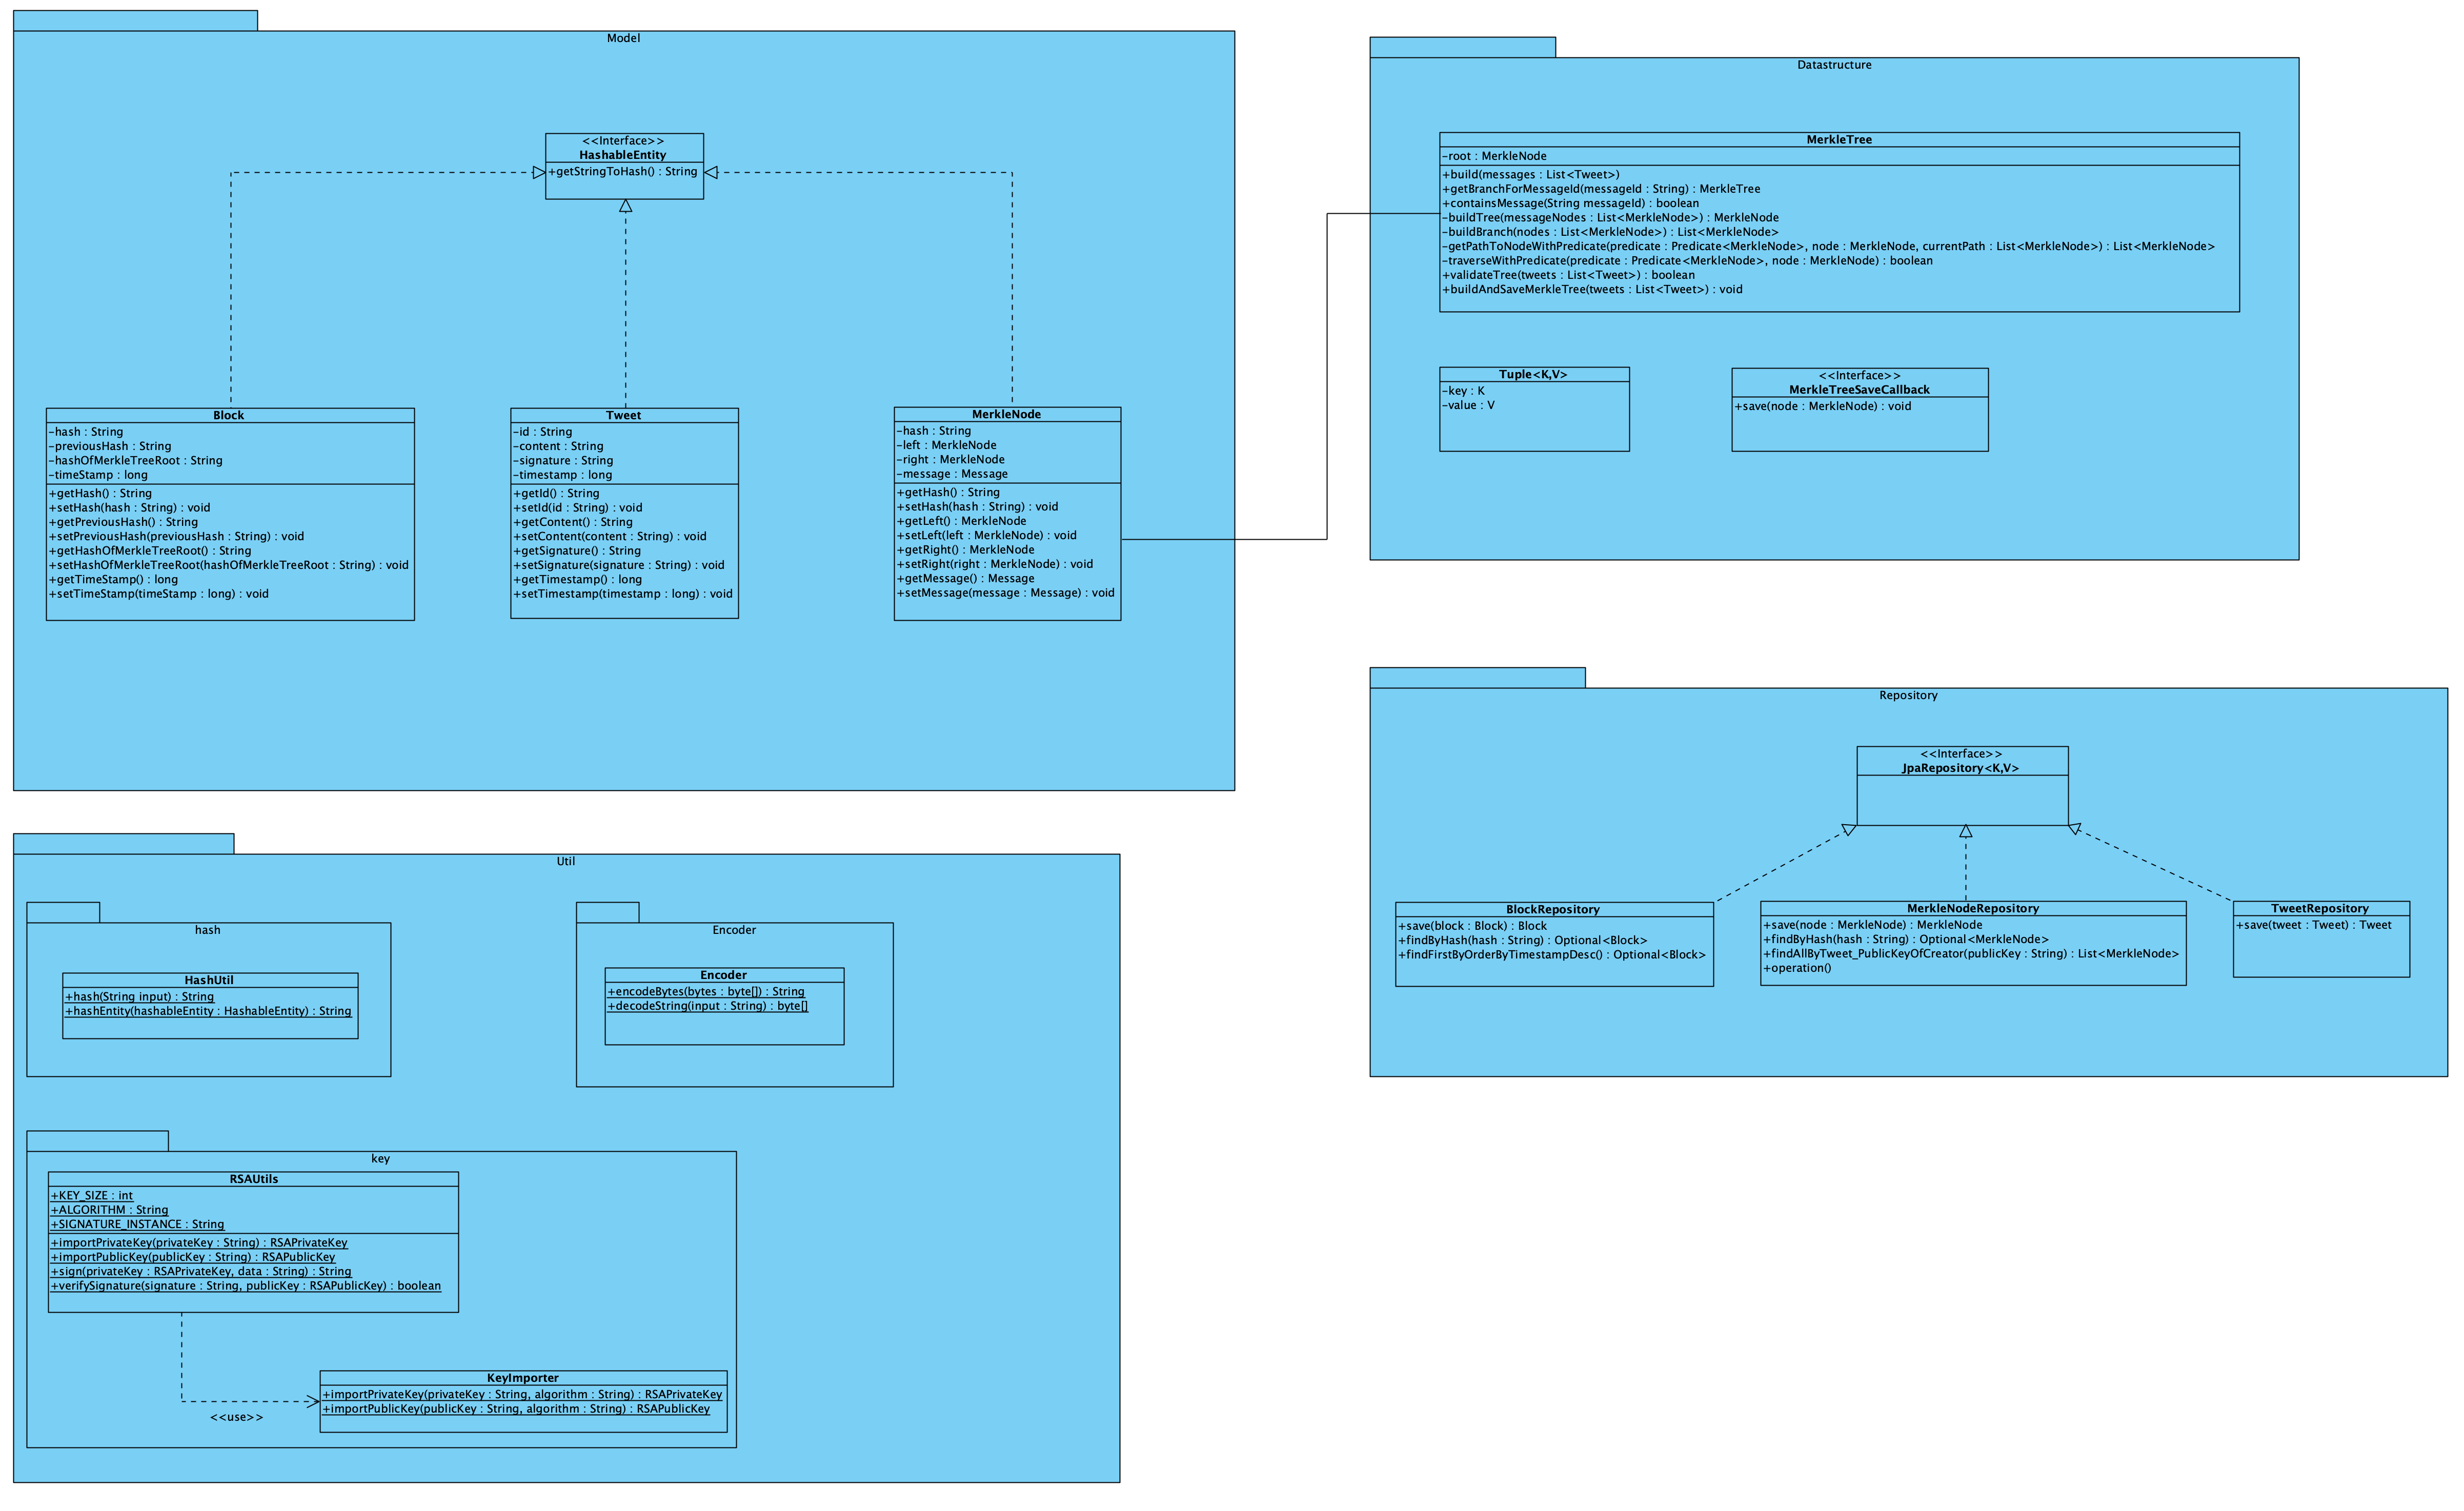 Model
<<Interface>>
HashableEntity
+getStringToHash() : String
Block
-hash : String
-previousHash : String
-hashOfMerkleTreeRoot : String
-timeStamp : long
+getHash() : String
+setHash(hash : String) : void
+getPreviousHash() : String
+setPreviousHash(previousHash : String) : void
+getHashOfMerkleTreeRoot() : String
+setHashOfMerkleTreeRoot(hashOfMerkleTreeRoot : String) : void
+getTimeStamp() : long
+setTimeStamp(timeStamp : long) : void
Tweet
-id : String
-content : String
-signature : String
-timestamp : long
+getId() : String
+setId(id : String) : void
+getContent() : String
+setContent(content : String) : void
+getSignature() : String
+setSignature(signature : String) : void
+getTimestamp() : long
+setTimestamp(timestamp : long) : void
MerkleNode
-hash : String
-left : MerkleNode
-right : MerkleNode
-message : Message
+getHash() : String
+setHash(hash : String) : void
+getLeft() : MerkleNode
+setLeft(left : MerkleNode) : void
+getRight() : MerkleNode
+setRight(right : MerkleNode) : void
+getMessage() : Message
+setMessage(message : Message) : void
Datastructure
MerkleTree
-root : MerkleNode
+build(messages : List<Tweet>)
+getBranchForMessageId(messageId : String) : MerkleTree
+containsMessage(String messageId) : boolean
-buildTree(messageNodes : List<MerkleNode>) : MerkleNode
-buildBranch(nodes : List<MerkleNode>) : List<MerkleNode>
-getPathToNodeWithPredicate(predicate : Predicate<MerkleNode>, node : MerkleNode, currentPath : List<MerkleNode>) : List<MerkleNode>
-traverseWithPredicate(predicate : Predicate<MerkleNode>, node : MerkleNode) : boolean
+validateTree(tweets : List<Tweet>) : boolean
+buildAndSaveMerkleTree(tweets : List<Tweet>) : void
Tuple<K,V>
-key : K
-value : V
<<Interface>>
MerkleTreeSaveCallback
+save(node : MerkleNode) : void
Repository
<<Interface>>
JpaRepository<K,V>
BlockRepository
+save(block : Block) : Block
+findByHash(hash : String) : Optional<Block>
+findFirstByOrderByTimestampDesc() : Optional<Block>
MerkleNodeRepository
+save(node : MerkleNode) : MerkleNode
+findByHash(hash : String) : Optional<MerkleNode>
+findAllByTweet_PublicKeyOfCreator(publicKey : String) : List<MerkleNode>
+operation()
TweetRepository
+save(tweet : Tweet) : Tweet
Util
hash
HashUtil
+hash(String input) : String
+hashEntity(hashableEntity : HashableEntity) : String
Encoder
Encoder
+encodeBytes(bytes : byte[]) : String
+decodeString(input : String) : byte[]
key
RSAUtils
+KEY_SIZE : int
+ALGORITHM : String
+SIGNATURE_INSTANCE : String
+importPrivateKey(privateKey : String) : RSAPrivateKey
+importPublicKey(publicKey : String) : RSAPublicKey
+sign(privateKey : RSAPrivateKey, data : String) : String
+verifySignature(signature : String, publicKey : RSAPublicKey) : boolean
<<use>>
KeyImporter
+importPrivateKey(privateKey : String, algorithm : String) : RSAPrivateKey
+importPublicKey(publicKey : String, algorithm : String) : RSAPublicKey